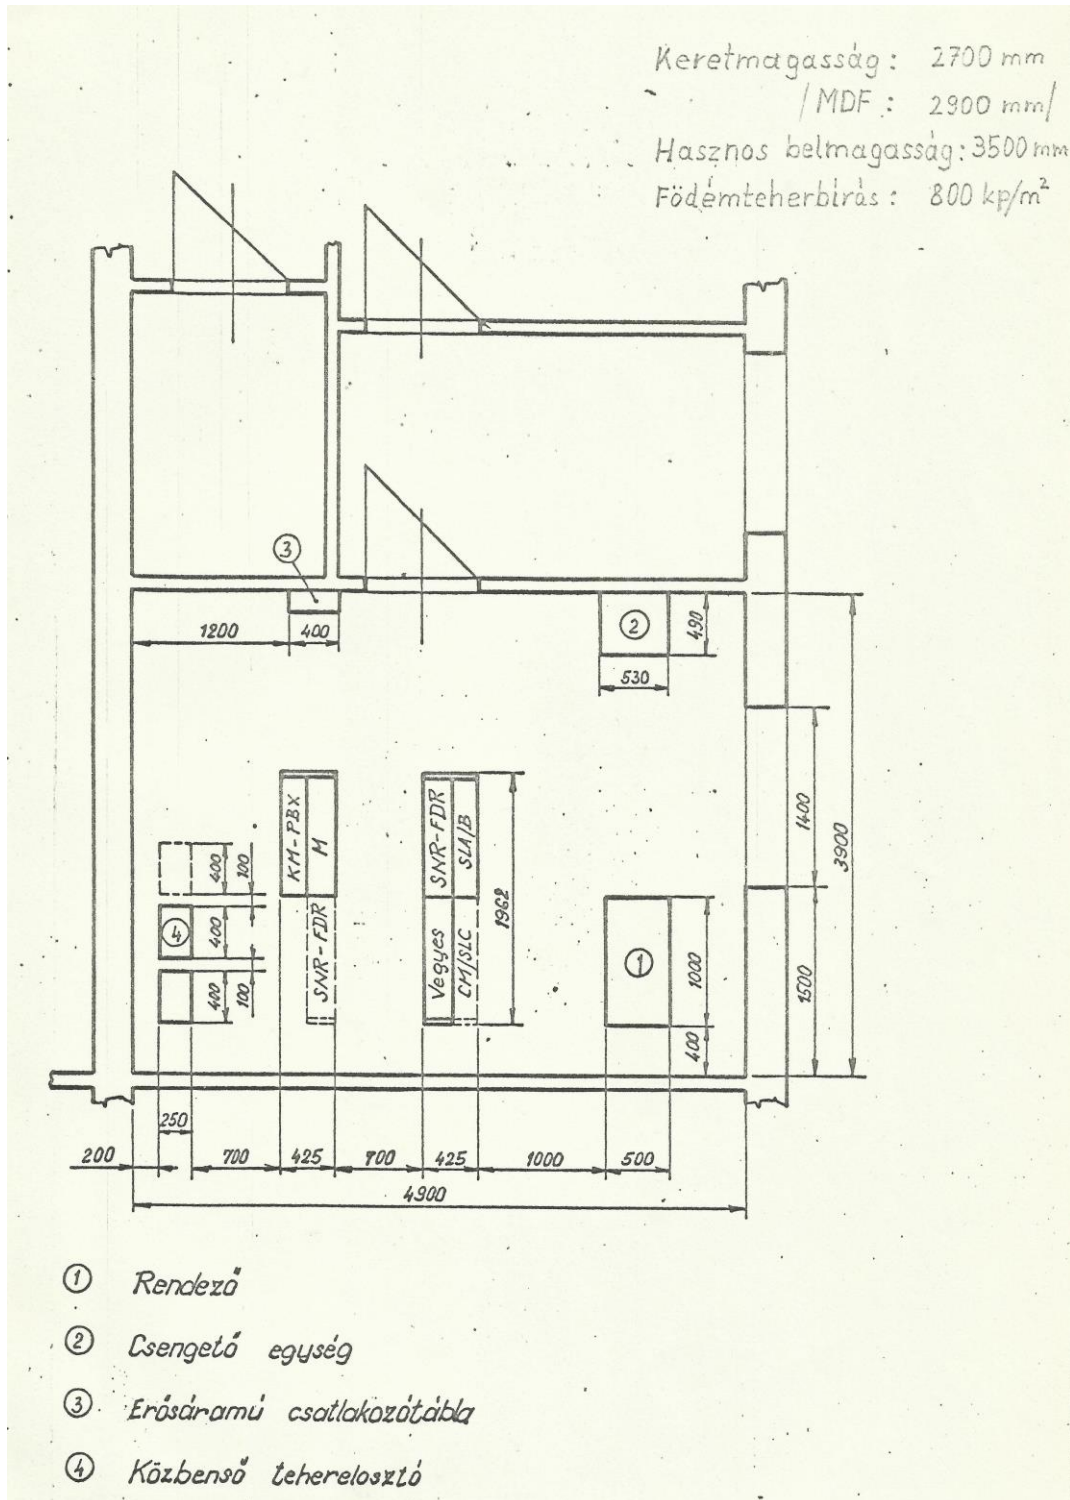 Keretmagasság: 2700 mm
/MDF: 2900 mm/
Hasznos belmagasság: 3500 mm
Födémteherbirás: 800 kp/m²
3
1200
400
2
490
530
KM-PBX
M
SNR-FDR
SNR-FDR
SLA/B
Vegyes
CM/SLC
1962
400
100
4
400
400
100
1
1000
400
1400
1500
3900
250
200
700
425
700
425
1000
500
4900
1 Rendező
2 Csengető egység
3 Erősáramú csatlakozótábla
4 Közbenső teherelosztó